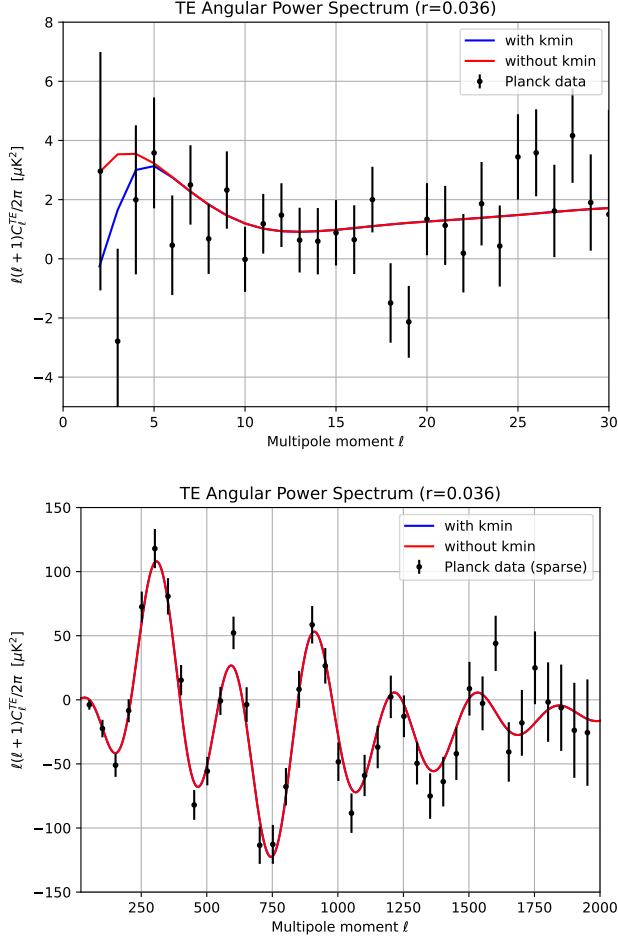 TE Angular Power Spectrum (r=0.036)
8
6
4
2
0
−2
−4
ℓ(ℓ + 1)C_ℓ^{TE}/2π [μK²]
with kmin
without kmin
Planck data
0 5 10 15 20 25 30
Multipole moment ℓ
TE Angular Power Spectrum (r=0.036)
150
100
50
0
−50
−100
−150
ℓ(ℓ + 1)C_ℓ^{TE}/2π [μK²]
with kmin
without kmin
Planck data (sparse)
250 500 750 1000 1250 1500 1750 2000
Multipole moment ℓ